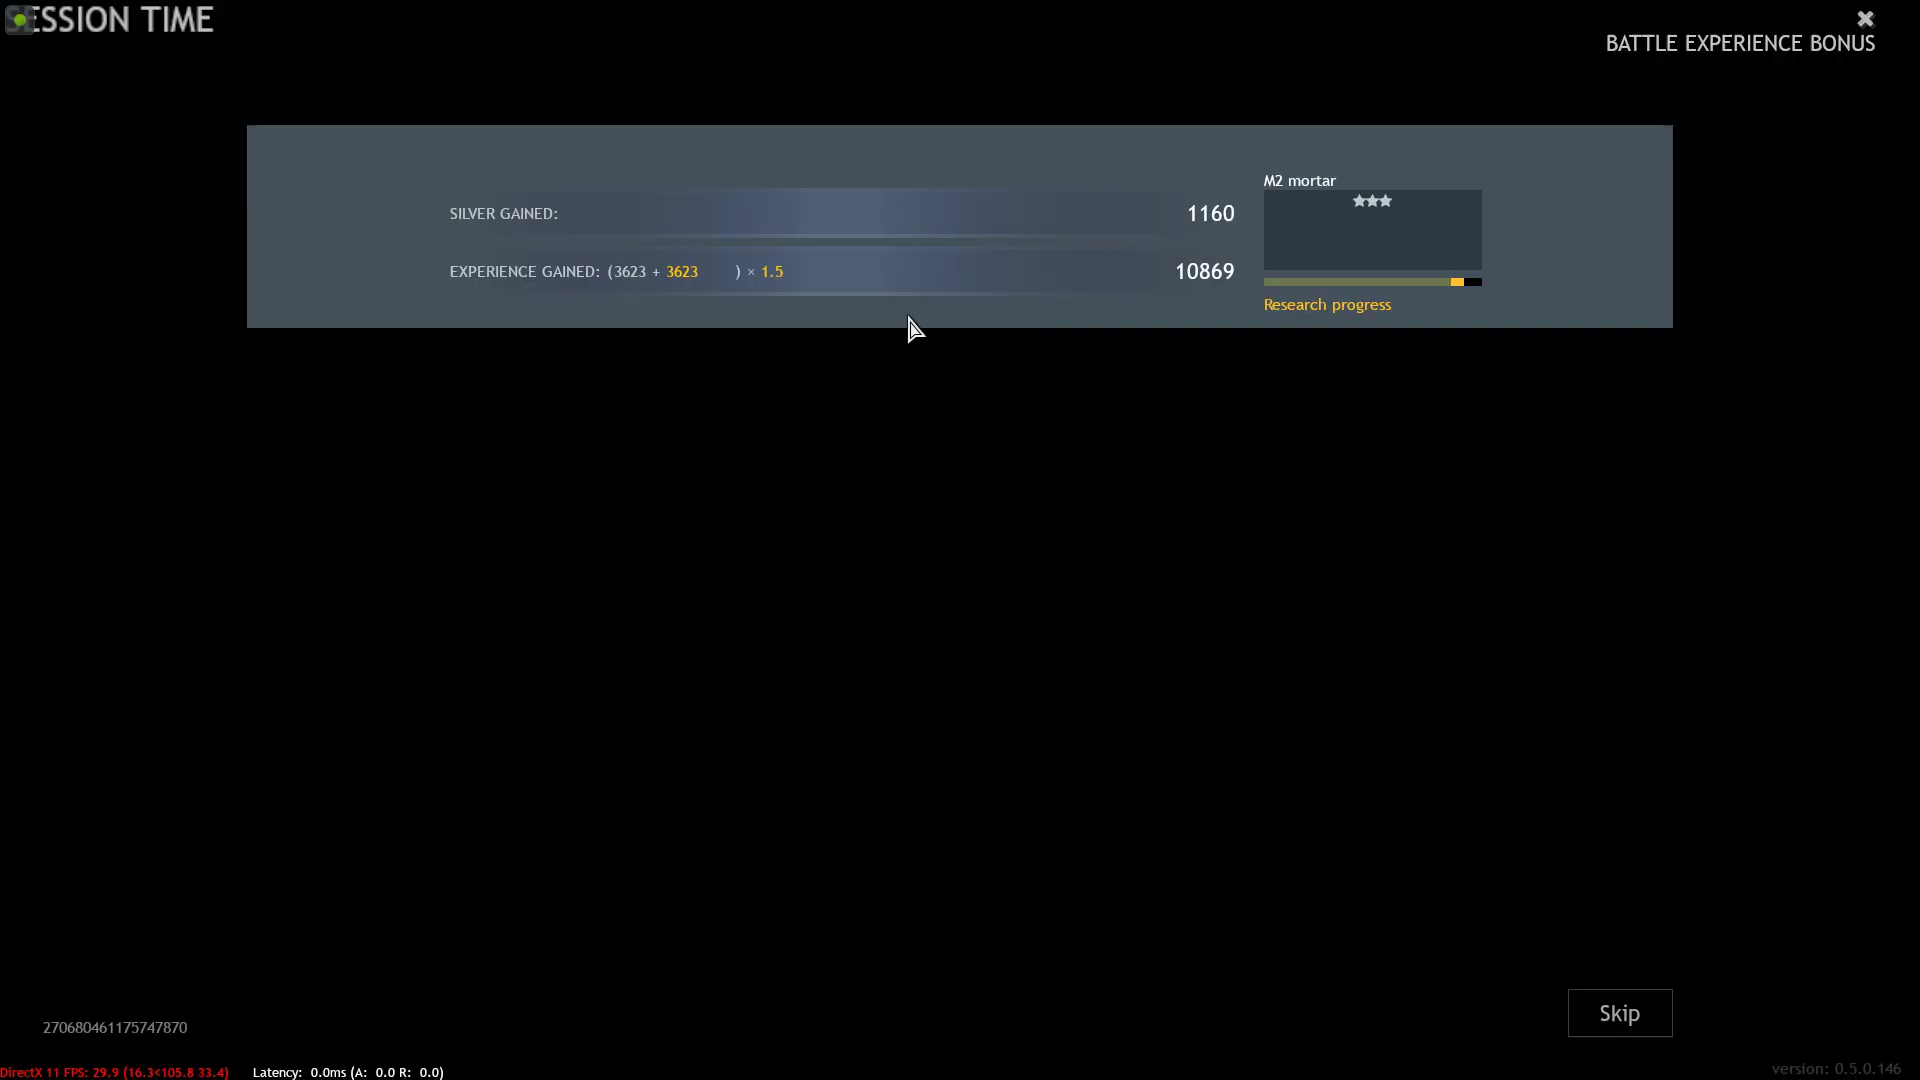 SESSION TIME
BATTLE EXPERIENCE BONUS
M2 mortar
SILVER GAINED: 1160
EXPERIENCE GAINED: (3623 + 3623 ) × 1.5 10869
Research progress
Skip
270680461175747870
version: 0.5.0.146
DirectX 11 FPS: 29.9 (16.3<105.8 33.4) Latency: 0.0ms (A: 0.0 R: 0.0)